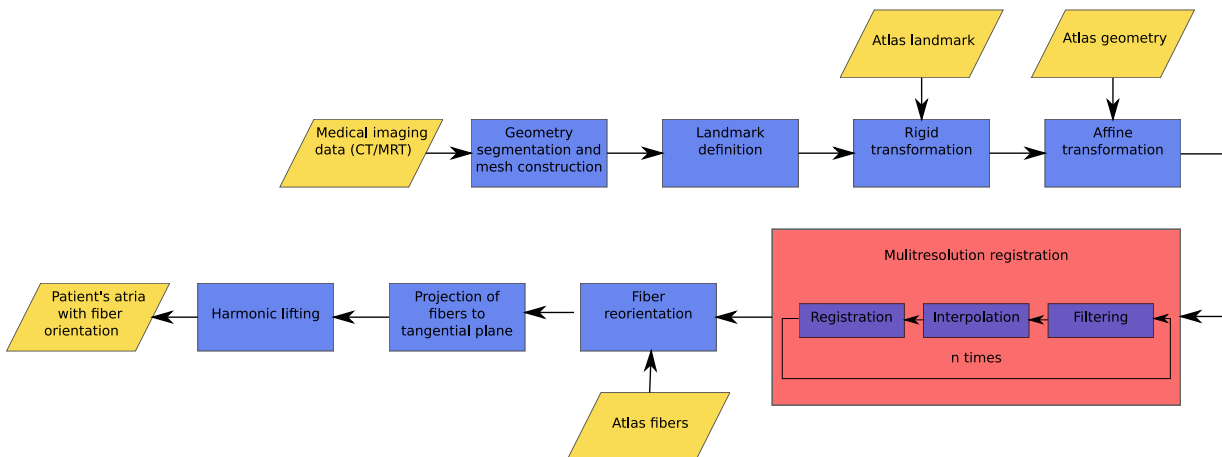 Atlas landmark
Atlas geometry
Medical imaging
data (CT/MRT)
Geometry
segmentation and
mesh construction
Landmark
definition
Rigid
transformation
Affine
transformation
Mulitresolution registration
Patient's atria
with fiber
orientation
Harmonic lifting
Projection of
fibers to
tangential plane
Fiber
reorientation
Registration
Interpolation
Filtering
n times
Atlas fibers